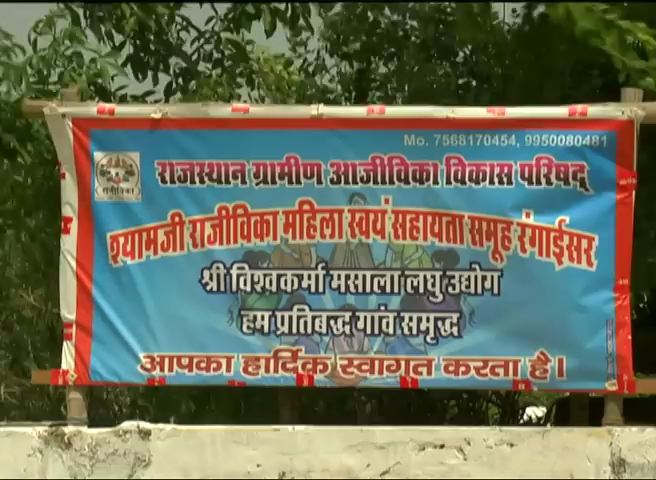 Mo. 7568170454, 9950080481
राजीविका
राजस्थान ग्रामीण आजीविका विकास परिषद्
श्यामजी राजीविका महिला स्वयं सहायता समूह रंगाईसर
श्री विश्वकर्मा मसाला लघु उद्योग
हम प्रतिबद्ध गांव समृद्ध
आपका हार्दिक स्वागत करता है।